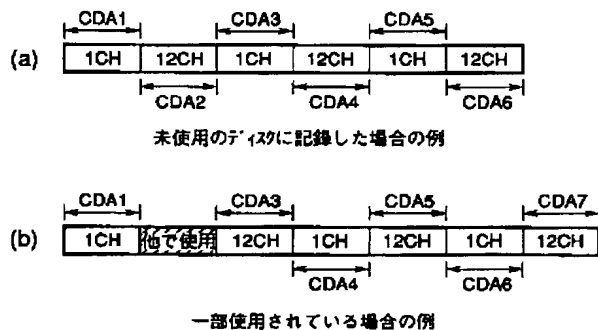 CDA1 CDA3 CDA5
(a) 1CH 12CH 1CH 12CH 1CH 12CH
CDA2 CDA4 CDA6
未使用のディスクに記録した場合の例
CDA1 CDA3 CDA5 CDA7
(b) 1CH 他で使用 12CH 1CH 12CH 1CH 12CH
CDA4 CDA6
一部使用されている場合の例